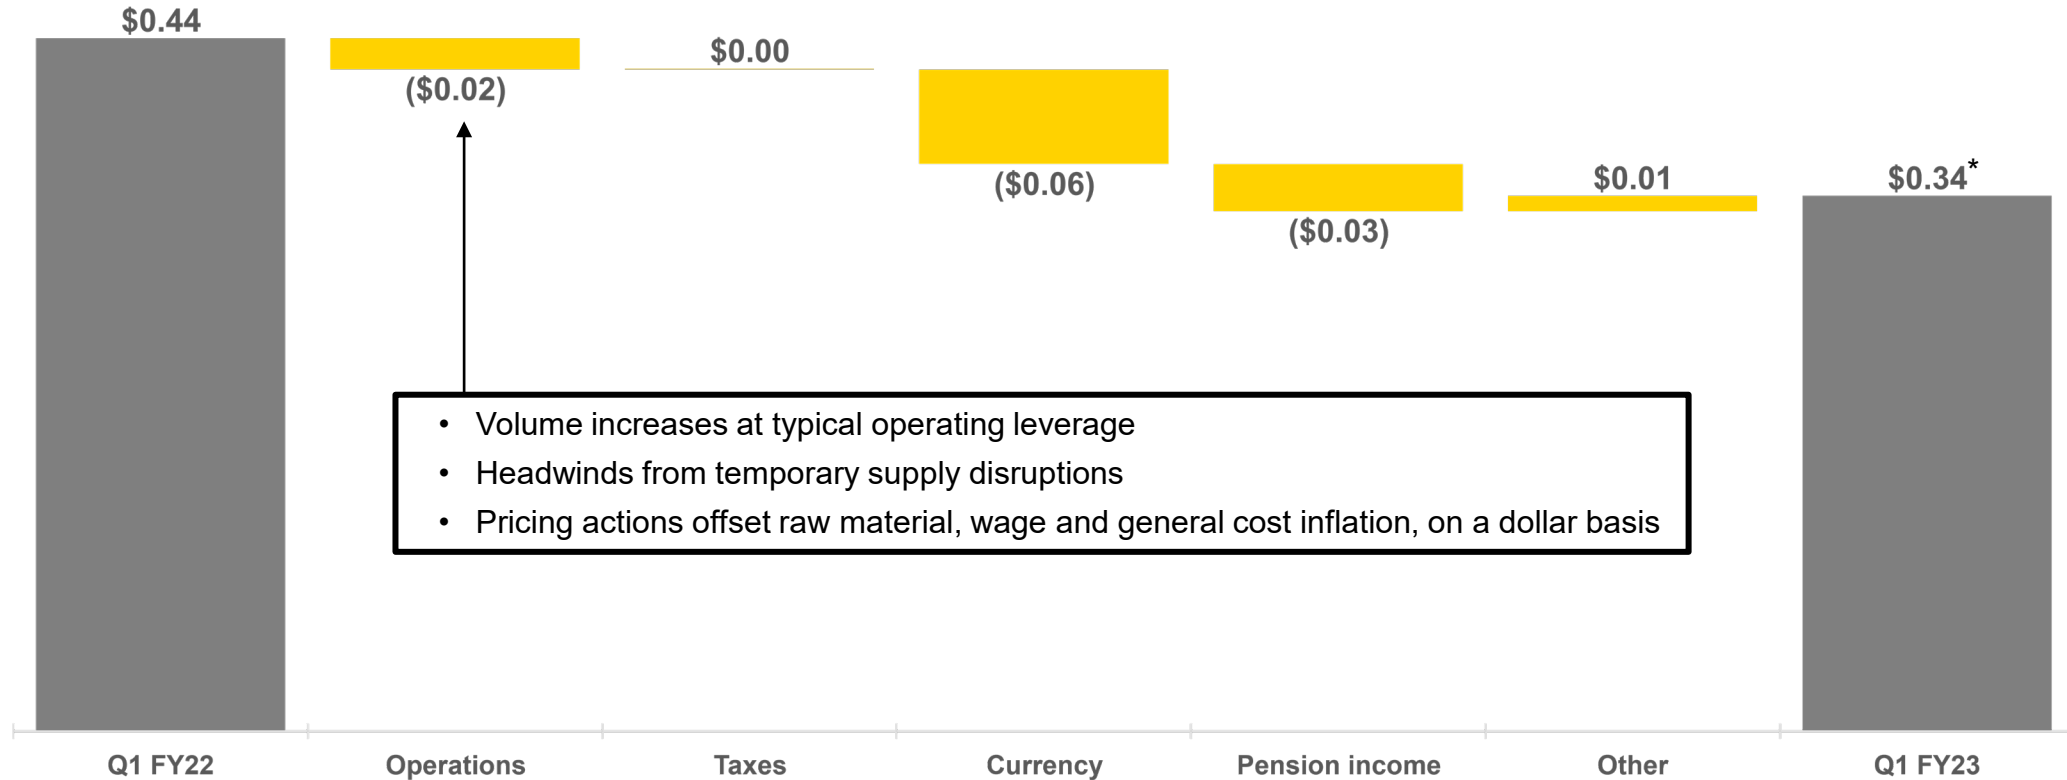 $0.44
($0.02)
$0.00
($0.06)
($0.03)
$0.01
$0.34*
• Volume increases at typical operating leverage
• Headwinds from temporary supply disruptions
• Pricing actions offset raw material, wage and general cost inflation, on a dollar basis
Q1 FY22 Operations Taxes Currency Pension income Other Q1 FY23